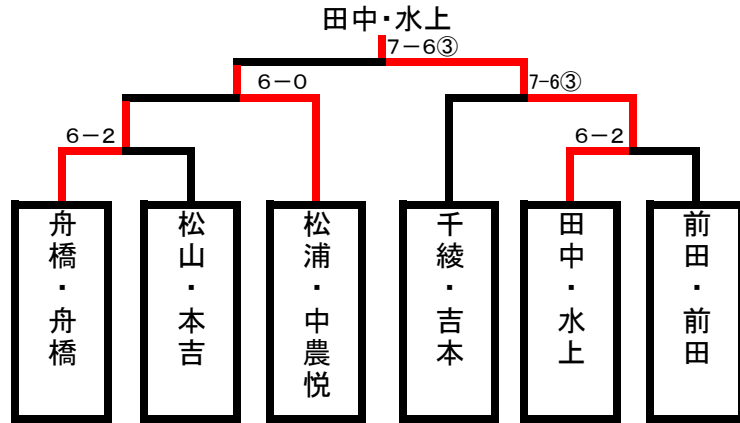 田中・水上
7－6③
6－0
7－6③
6－2
6－2
舟橋・舟橋
松山・本吉
松浦・中農悦
千綾・吉本
田中・水上
前田・前田